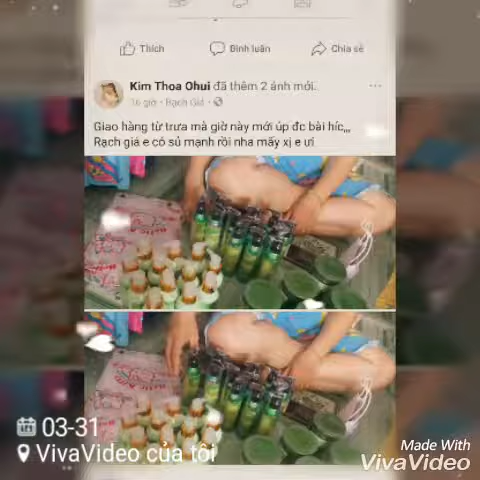 Thích Bình luận Chia sẻ
Kim Thoa Ohui đã thêm 2 ảnh mới.
16 giờ · Rạch Giá ·
Giao hàng từ trưa mà giờ này mới úp đc bài híc,,,
Rạch giá e có sủ mạnh rồi nha mấy xị e ưi
03-31
VivaVideo của tôi
Made With
VivaVideo